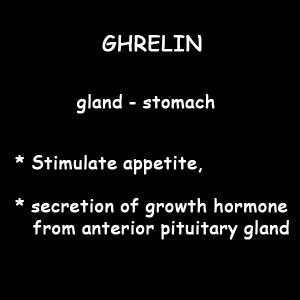 GHRELIN
gland - stomach
* Stimulate appetite,
* secretion of growth hormone
from anterior pituitary gland